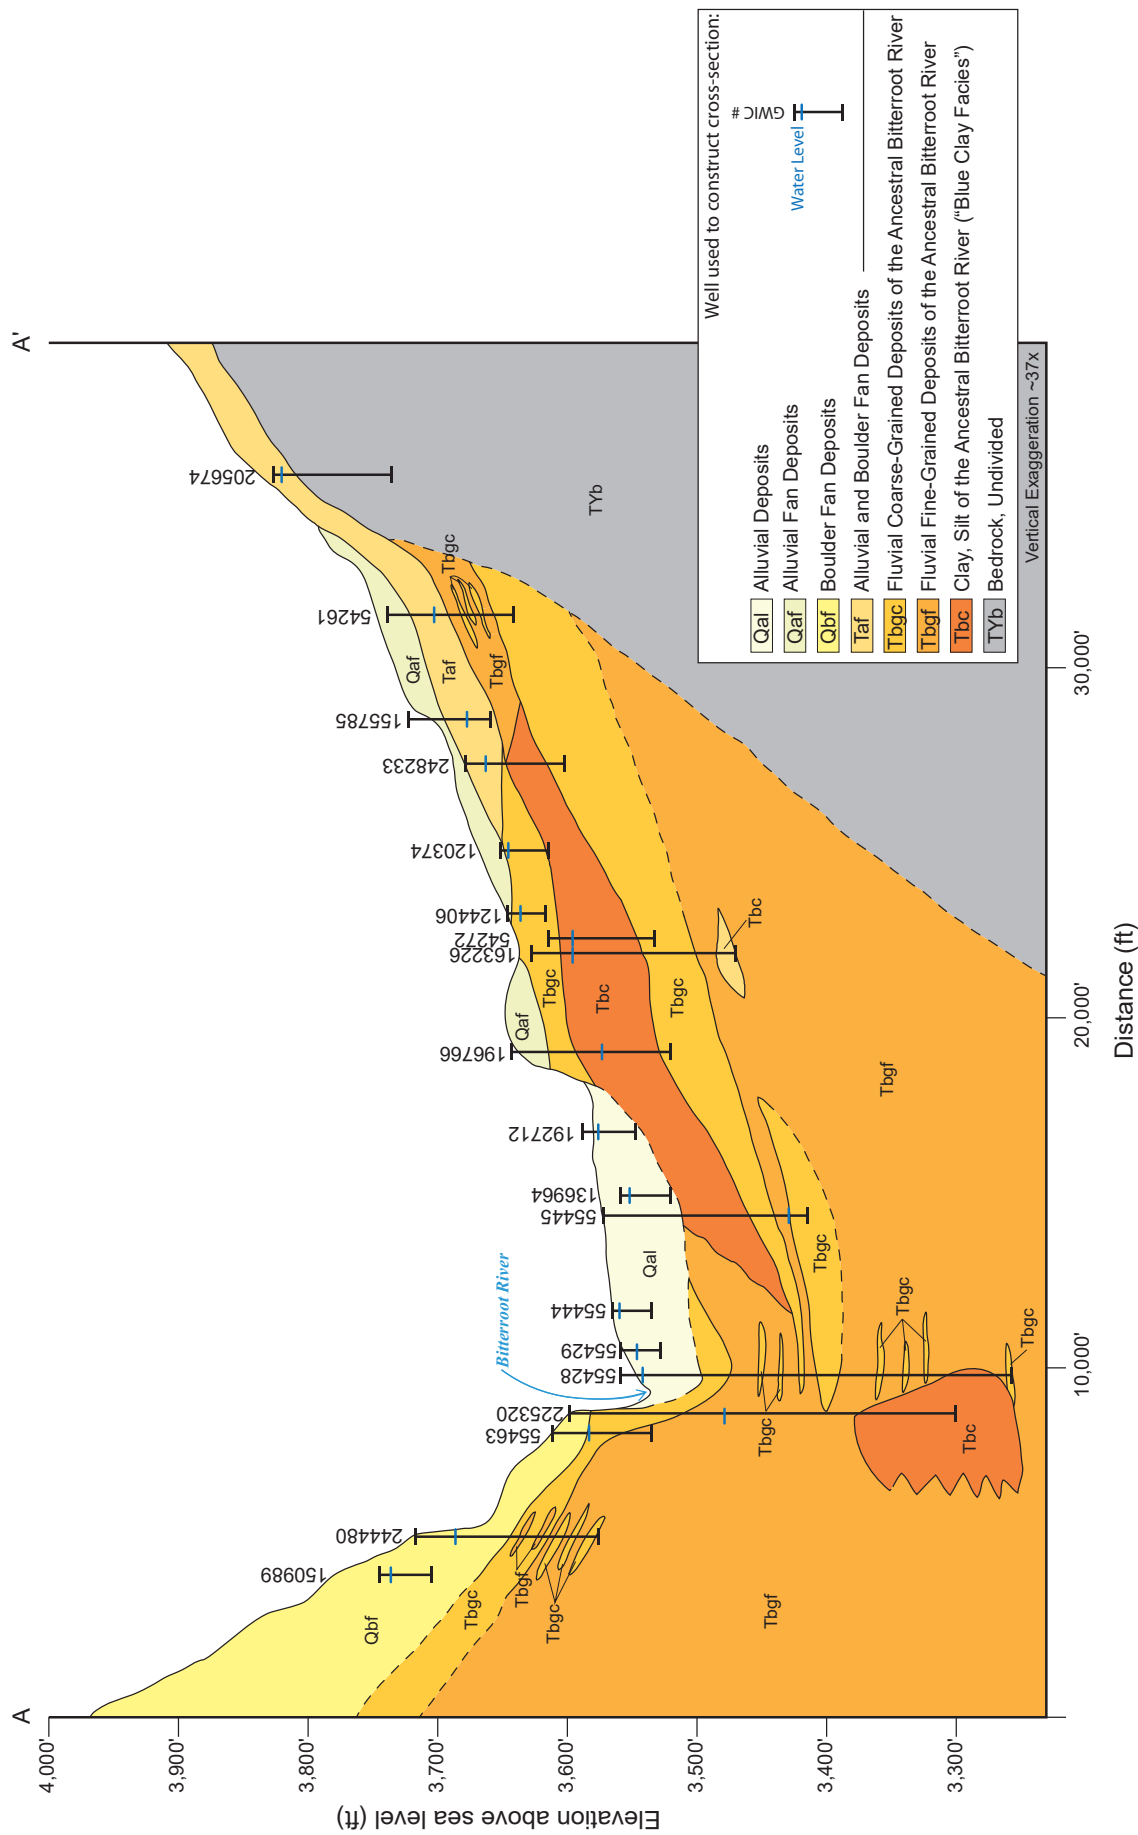 A
A'
Elevation above sea level (ft)
4,000'
3,900'
3,800'
3,700'
3,600'
3,500'
3,400'
3,300'
10,000'
20,000'
30,000'
Distance (ft)
150989
244480
55463
225320
55428
55429
55444
55445
136964
192712
196766
163226
54272
124406
120374
248233
155785
54261
205674
Bitterroot River
Qbf
Tbgc
Tbgf
Tbgc
Tbgf
Tbgc
Tbc
Tbgc
Tbgc
Tbgc
Qal
Qaf
Tbgc
Tbc
Tbgc
Tbc
Tbgf
Qaf
Taf
Tbgf
Tbgc
TYb
Vertical Exaggeration ~37x
Well used to construct cross-section:
GWIC #
Water Level
Qal Alluvial Deposits
Qaf Alluvial Fan Deposits
Qbf Boulder Fan Deposits
Taf Alluvial and Boulder Fan Deposits
Tbgc Fluvial Coarse-Grained Deposits of the Ancestral Bitterroot River
Tbgf Fluvial Fine-Grained Deposits of the Ancestral Bitterroot River
Tbc Clay, Silt of the Ancestral Bitterroot River (“Blue Clay Facies”)
TYb Bedrock, Undivided